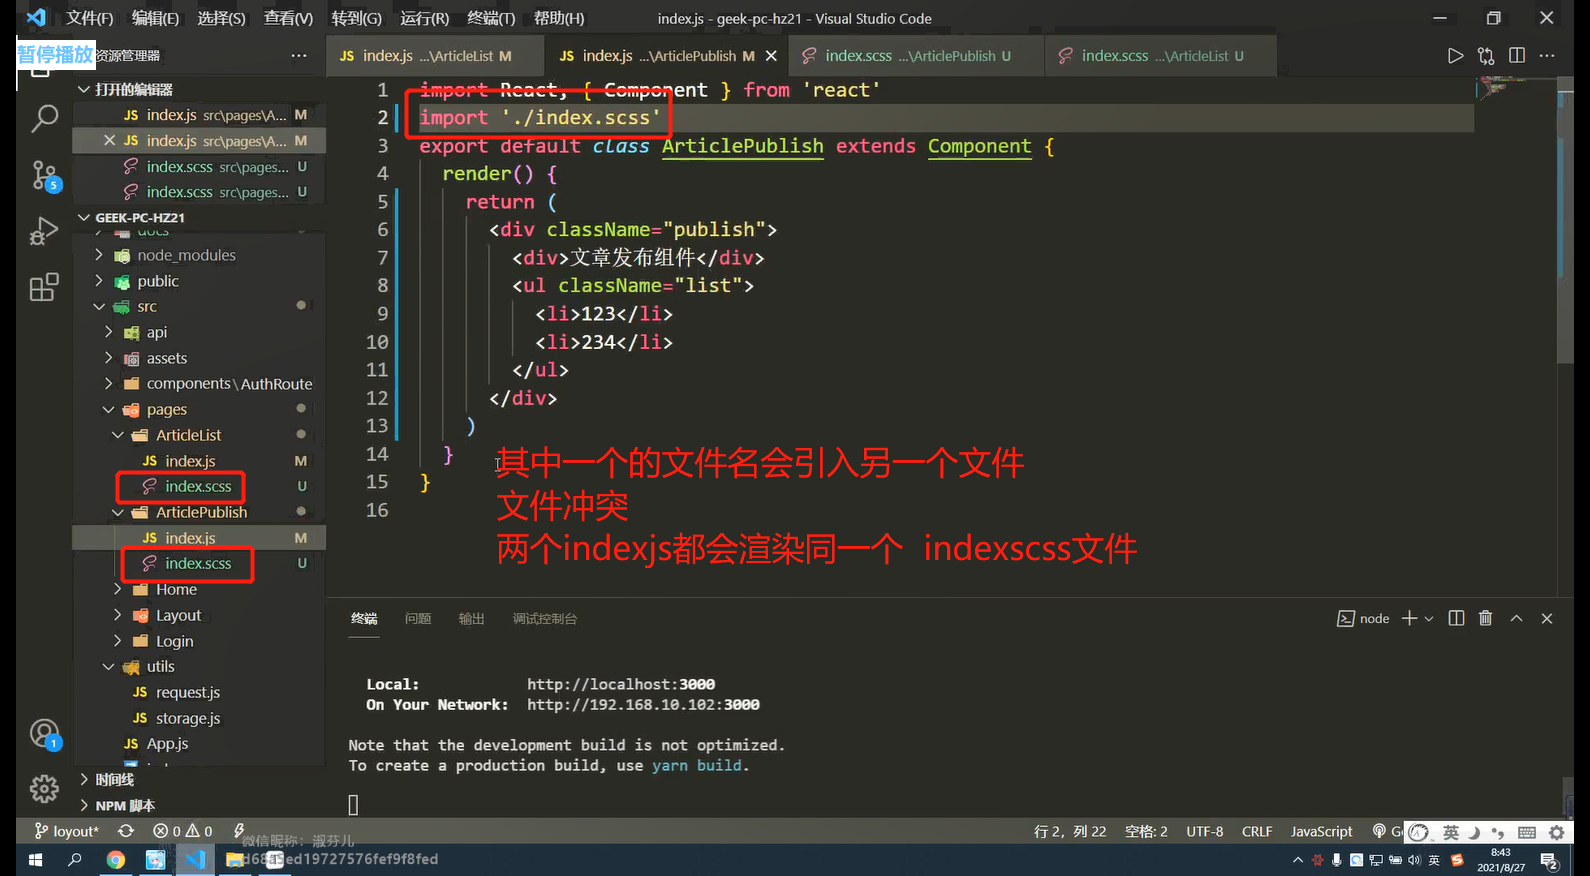 文件(F) 编辑(E) 选择(S) 查看(V) 转到(G) 运行(R) 终端(T) 帮助(H) index.js - geek-pc-hz21 - Visual Studio Code
暂停播放
资源管理器 ···
JS index.js ...\ArticleList M
JS index.js ...\ArticlePublish M
index.scss ...\ArticlePublish U
index.scss ...\ArticleList U
打开的编辑器
JS index.js src\pages\A... M
JS index.js src\pages\A... M
index.scss src\pages... U
index.scss src\pages... U
GEEK-PC-HZ21
docs
node_modules
public
src
api
assets
components\AuthRoute
pages
ArticleList
JS index.js M
index.scss U
ArticlePublish
JS index.js M
index.scss U
Home
Layout
Login
utils
JS request.js
JS storage.js
JS App.js
时间线
NPM 脚本
5
1
1 import React, { Component } from 'react'
2 import './index.scss'
3 export default class ArticlePublish extends Component {
4 render() {
5 return (
6 <div className="publish">
7 <div>文章发布组件</div>
8 <ul className="list">
9 <li>123</li>
10 <li>234</li>
11 </ul>
12 </div>
13 )
14 }
15 }
16
其中一个的文件名会引入另一个文件
文件冲突
两个indexjs都会渲染同一个 indexscss文件
终端 问题 输出 调试控制台 node
Local: http://localhost:3000
On Your Network: http://192.168.10.102:3000
Note that the development build is not optimized.
To create a production build, use yarn build.
loyout* 0 0 行 2，列 22 空格: 2 UTF-8 CRLF JavaScript 英
微信昵称：淑芬儿
d68a5ed19727576fef9f8fed
英 8:43
2021/8/27 2